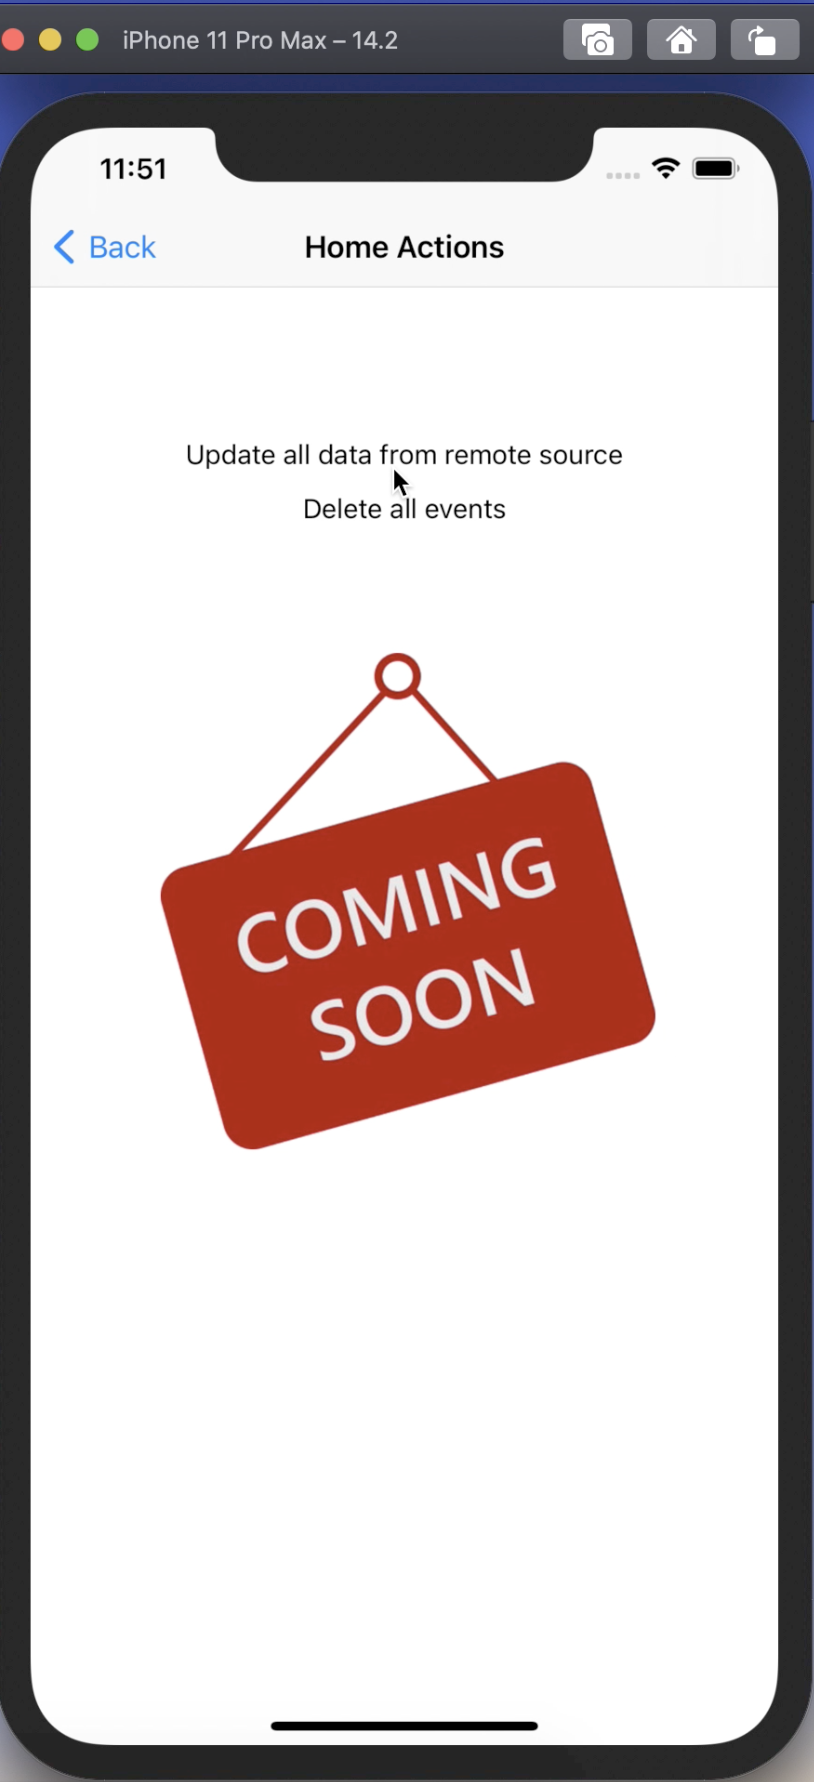 iPhone 11 Pro Max – 14.2
11:51
Back
Home Actions
Update all data from remote source
Delete all events
COMING
SOON